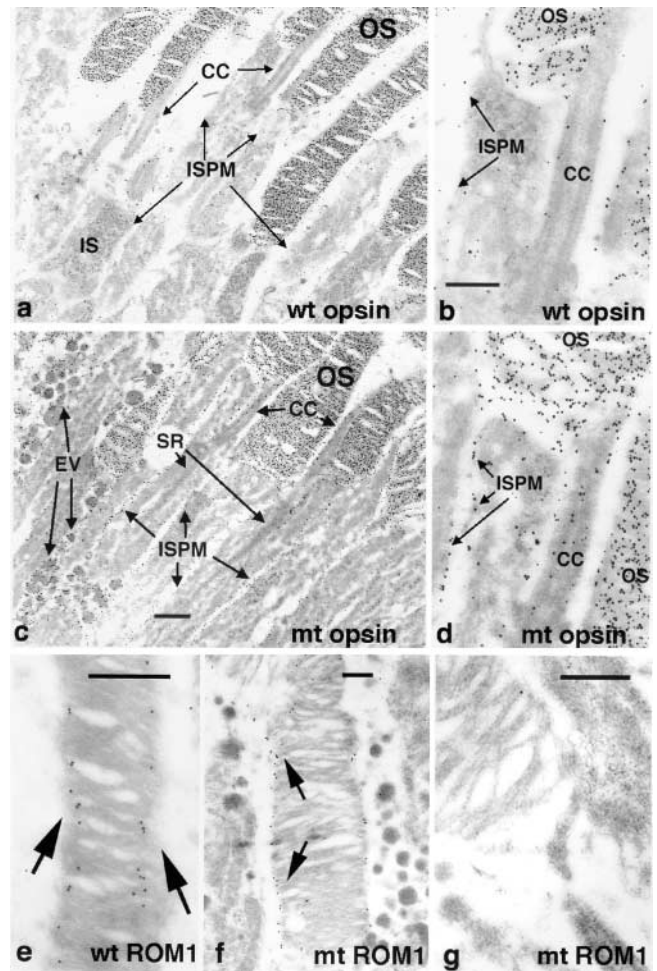 OS
CC
ISPM
IS
a
wt opsin
OS
ISPM
CC
b
wt opsin
OS
CC
SR
EV
ISPM
c
mt opsin
OS
ISPM
CC
OS
d
mt opsin
e
wt ROM1
f
mt ROM1
g
mt ROM1